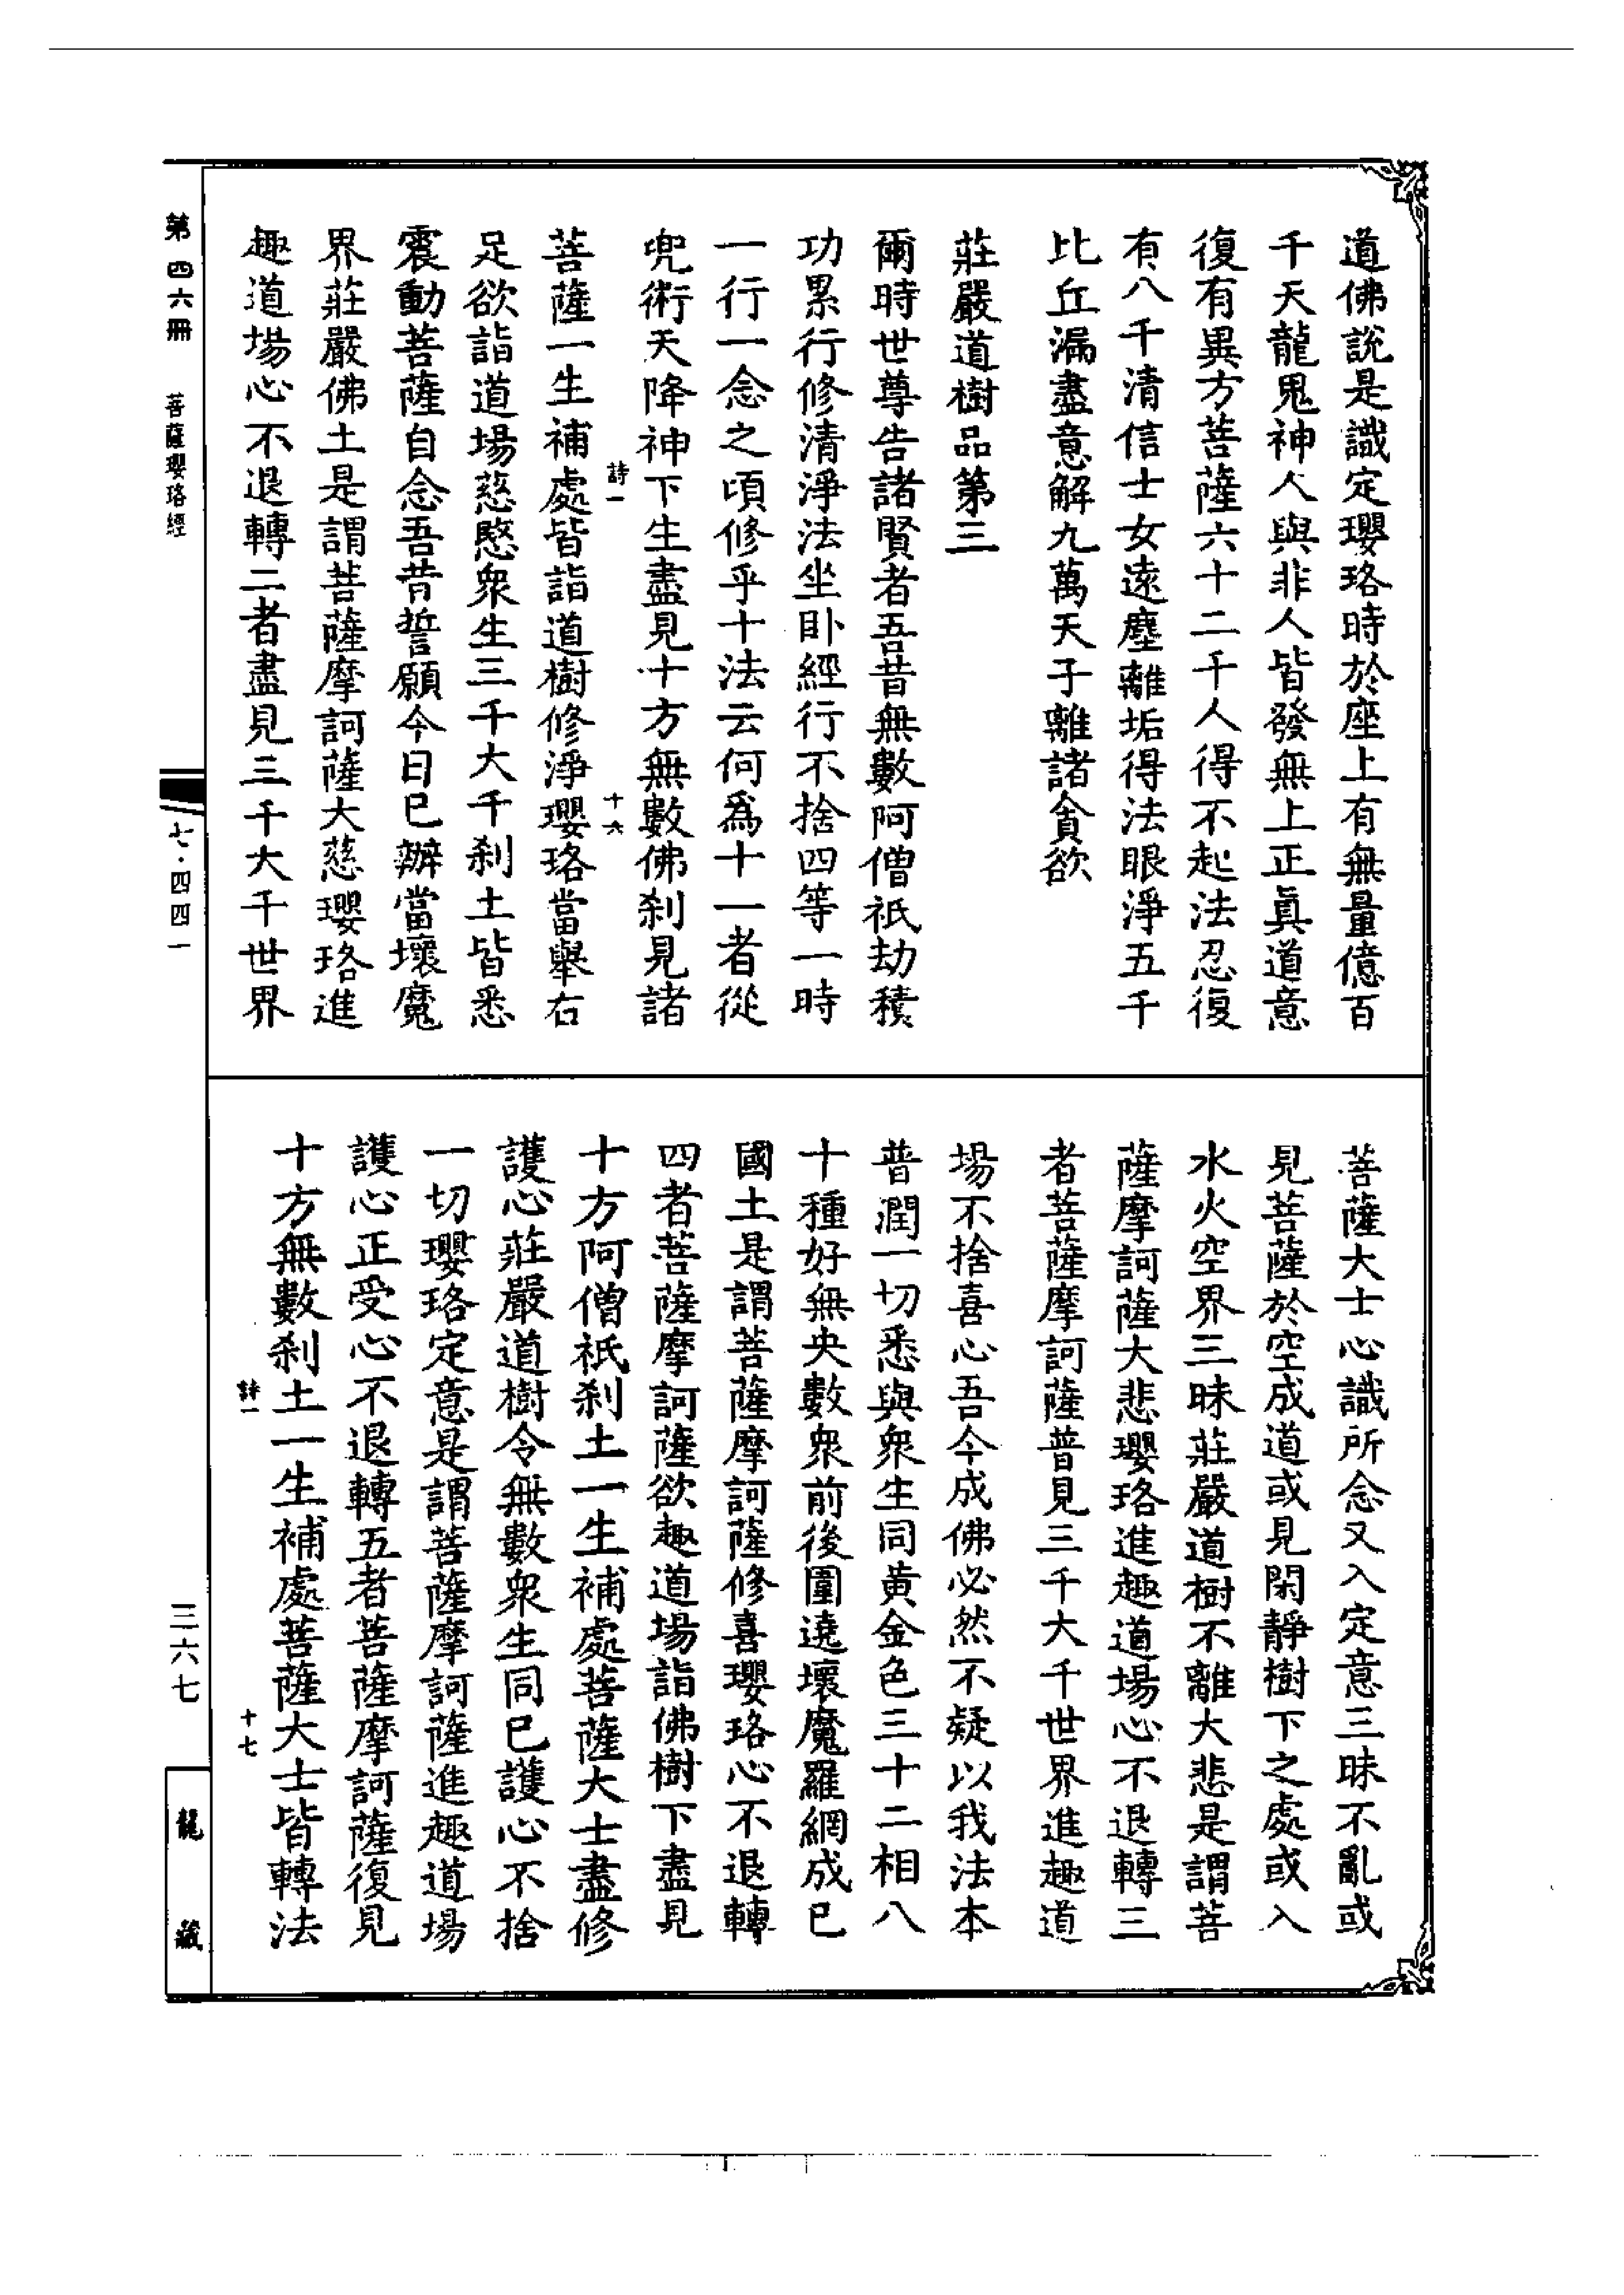 道佛說是識定瓔珞時於座上有無量億百
千天龍鬼神人與非人皆發無上正眞道意
復有異方菩薩六十二千人得不起法忍復
有八千清信士女遠塵離垢得法眼淨五千
比丘漏盡意解九萬天子離諸貪欲
莊嚴道樹品第三
爾時世尊告諸賢者吾昔無數阿僧祇劫積
功累行修清淨法坐臥經行不捨四等一時
一行一念之頃修乎十法云何爲十一者從
兜術天降神下生盡見十方無數佛刹見諸
詩一 十六
菩薩一生補處皆詣道樹修淨瓔珞當舉右
足欲詣道場慈愍衆生三千大千刹土皆悉
震動菩薩自念吾昔誓願今日已辦當壞魔
界莊嚴佛土是謂菩薩摩訶薩大慈瓔珞進
趣道場心不退轉二者盡見三千大千世界
菩薩大士心識所念又入定意三昧不亂或
見菩薩於空成道或見閑靜樹下之處或入
水火空界三昧莊嚴道樹不離大悲是謂菩
薩摩訶薩大悲瓔珞進趣道場心不退轉三
者菩薩摩訶薩普見三千大千世界進趣道
場不捨喜心吾今成佛必然不疑以我法本
普潤一切悉與衆生同黃金色三十二相八
十種好無央數衆前後圍遶壞魔羅網成已
國土是謂菩薩摩訶薩修喜瓔珞心不退轉
四者菩薩摩訶薩欲趣道場詣佛樹下盡見
十方阿僧祇刹土一生補處菩薩大士盡修
護心莊嚴道樹令無數衆生同已護心不捨
一切瓔珞定意是謂菩薩摩訶薩進趣道場
護心正受心不退轉五者菩薩摩訶薩復見
十方無數刹土一生補處菩薩大士皆轉法
詩一 十七
第四六冊 菩薩瓔珞經
七·四四一
三六七
龍藏